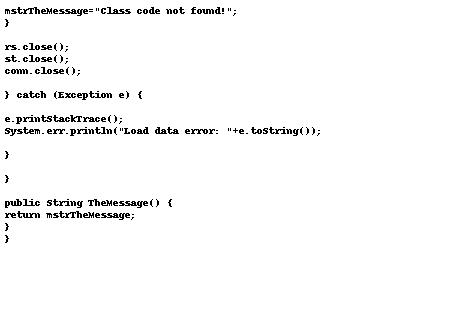 mstrTheMessage="Class code not found!";
}
rs.close();
st.close();
conn.close();
} catch (Exception e) {
e.printStackTrace();
System.err.println("Load data error: "+e.toString());
}
}
public String TheMessage() {
return mstrTheMessage;
}
}